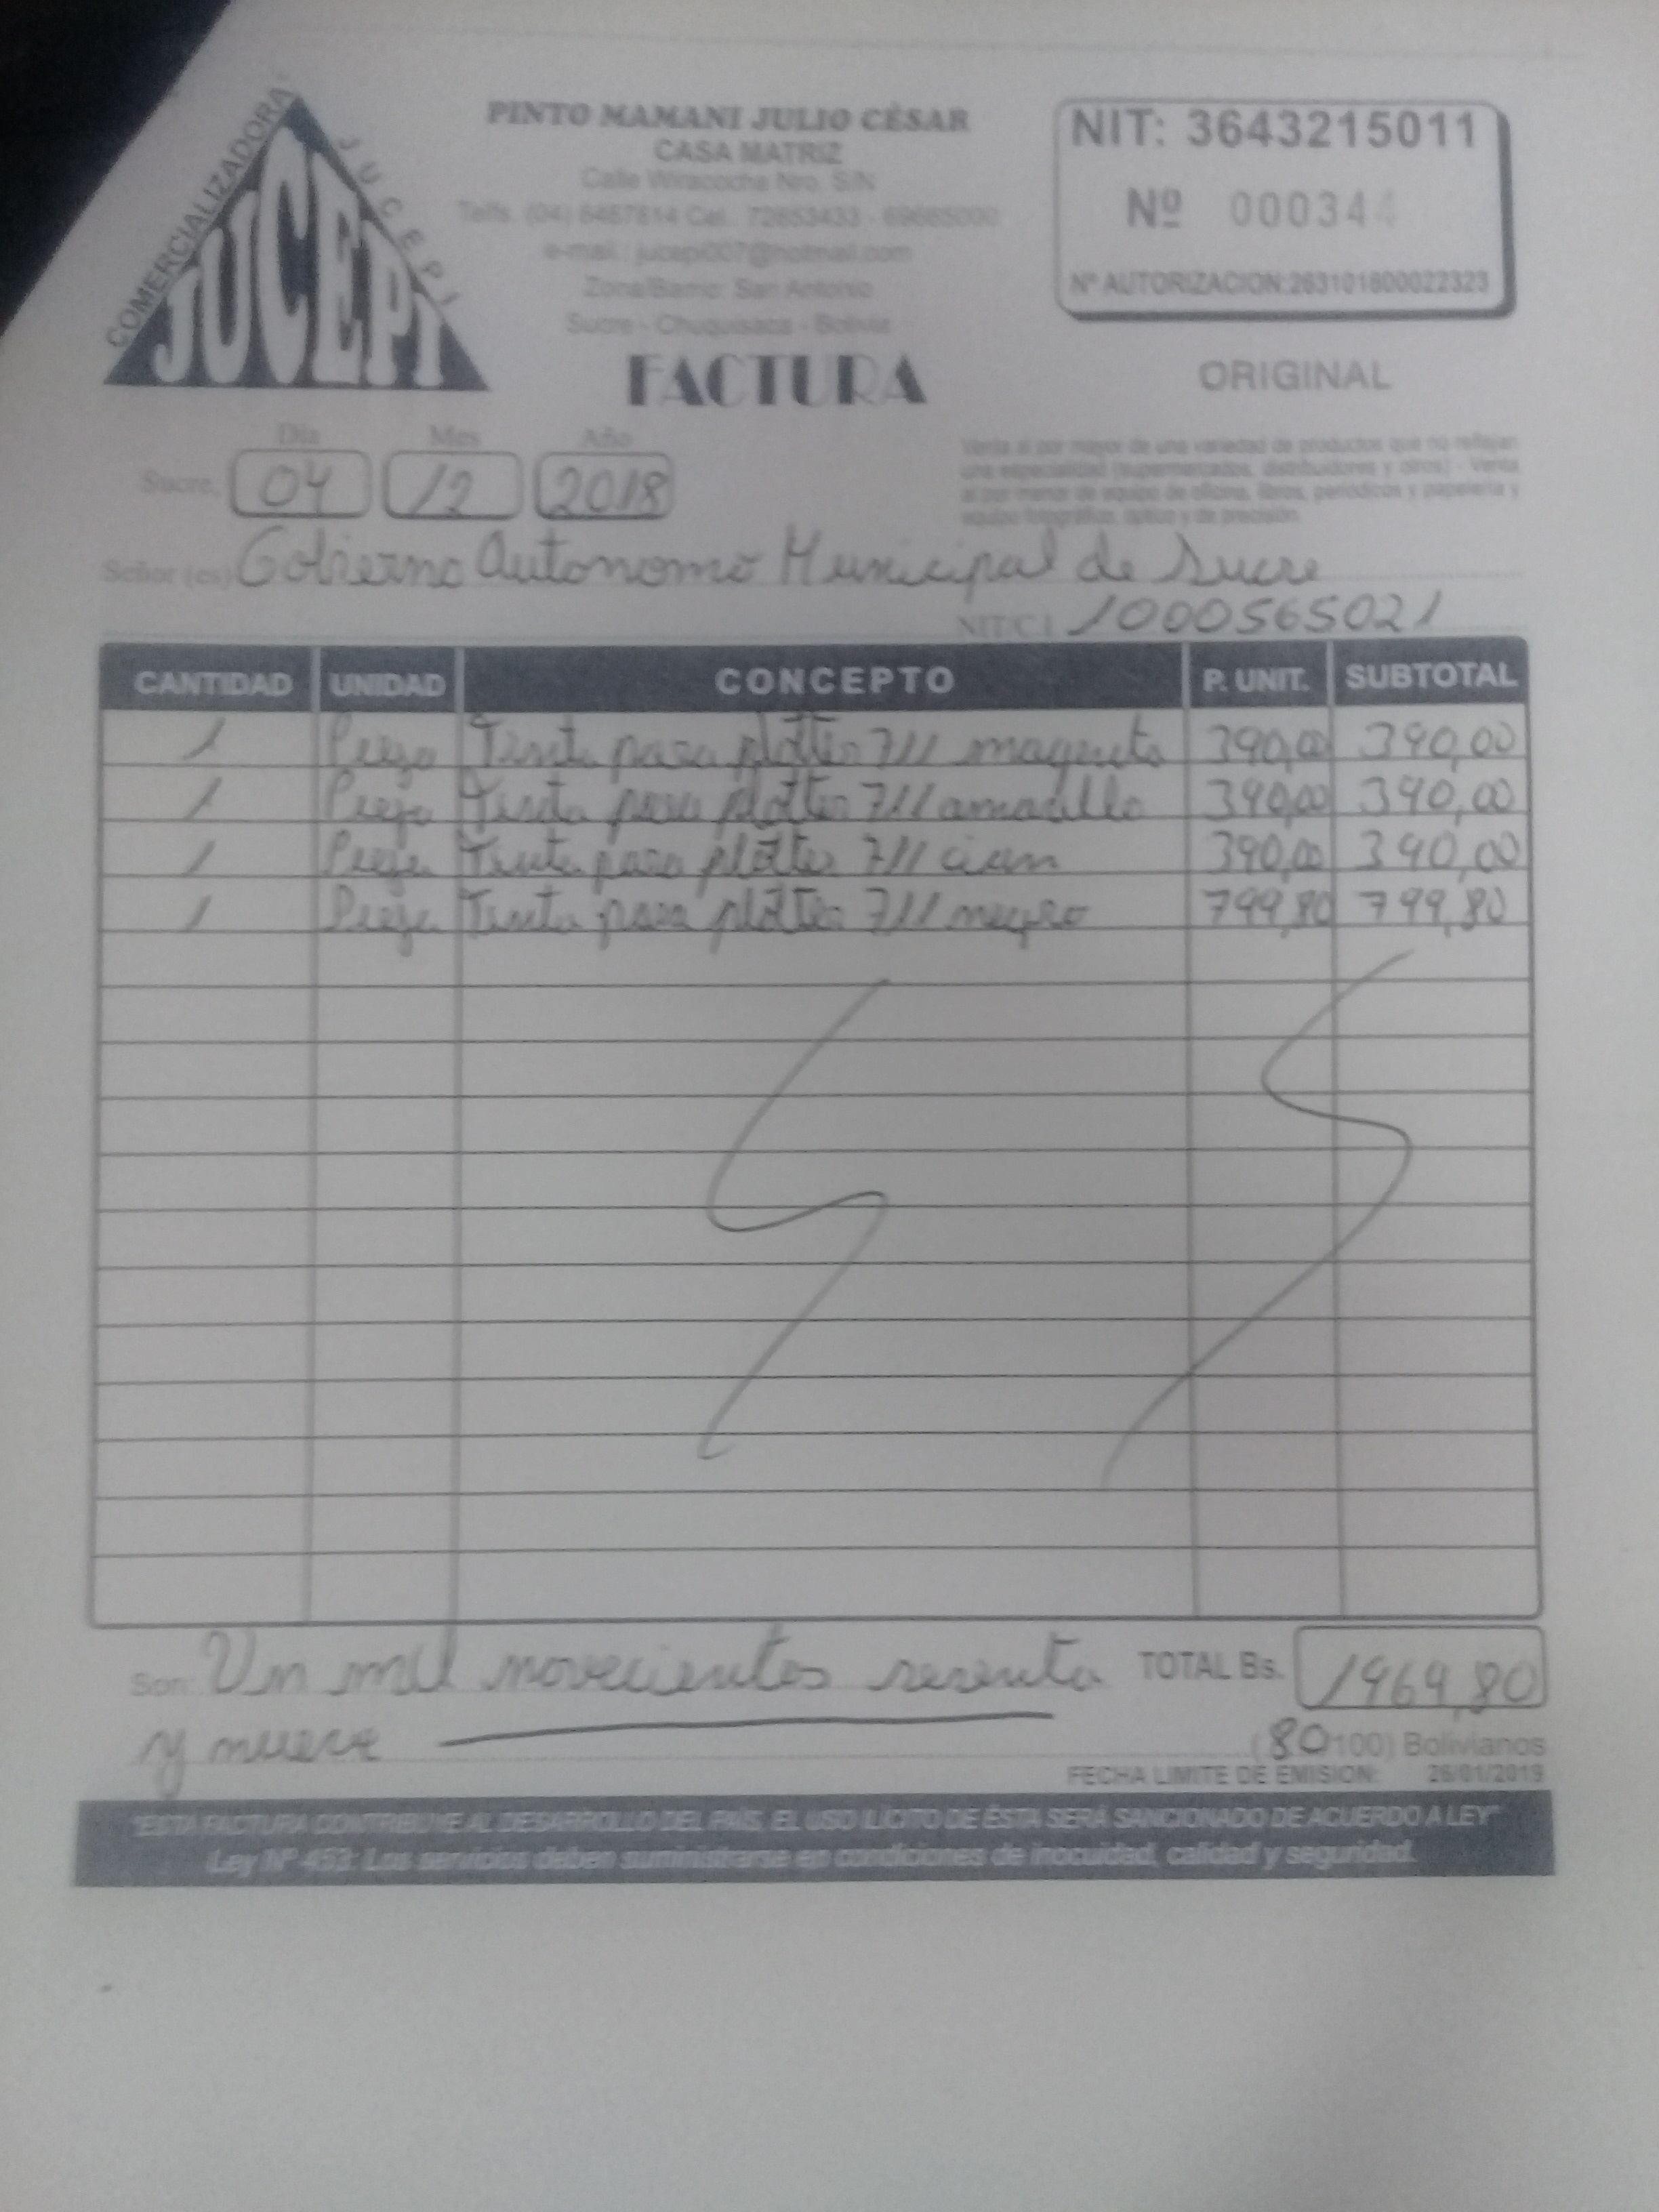 COMERCIALIZADORA
JUCEPI
JUCEPI
PINTO MAMANI JULIO CÉSAR
CASA MATRIZ
Calle Wiracocha Nro. S/N
Telfs. (04) 6457814 Cel.: 72853433 - 69665000
e-mail: jucepi007@hotmail.com
Zona/Barrio: San Antonio
Sucre - Chuquisaca - Bolivia
FACTURA
NIT: 3643215011
Nº 000344
Nº AUTORIZACION: 263101800022323
ORIGINAL
Venta al por mayor de una variedad de productos que no reflejan
una especialidad (supermercados, distribuidores y otros) - Venta
al por menor de equipo de oficina, libros, periódicos y papelería y
equipo fotográfico, óptico y de precisión
Día Mes Año
Sucre, 04 12 2018
Señor (es) Gobierno Autonomo Municipal de Sucre
NIT/C.I. 1000565021
CANTIDAD UNIDAD CONCEPTO P. UNIT. SUBTOTAL
1 Pieza Tinta para plotter 711 magenta 390,00 390,00
1 Pieza Tinta para plotter 711 amarillo 390,00 390,00
1 Pieza Tinta para plotter 711 cian 390,00 390,00
1 Pieza Tinta para plotter 711 negro 799,80 799,80
Son: Un mil novecientos sesenta TOTAL Bs. 1969,80
y nueve (80/100) Bolivianos
FECHA LIMITE DE EMISION: 26/01/2019
"ESTA FACTURA CONTRIBUYE AL DESARROLLO DEL PAÍS. EL USO ILÍCITO DE ÉSTA SERÁ SANCIONADO DE ACUERDO A LEY"
Ley Nº 453: Los servicios deben suministrarse en condiciones de inocuidad, calidad y seguridad.